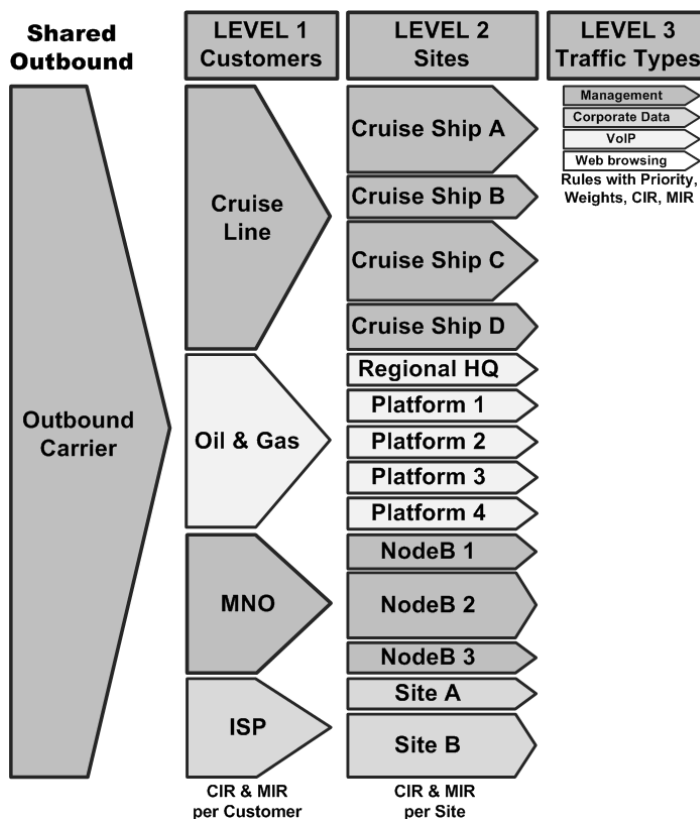 Shared
Outbound
LEVEL 1
Customers
LEVEL 2
Sites
LEVEL 3
Traffic Types
Outbound
Carrier
Cruise
Line
Oil & Gas
MNO
ISP
CIR & MIR
per Customer
Cruise Ship A
Cruise Ship B
Cruise Ship C
Cruise Ship D
Regional HQ
Platform 1
Platform 2
Platform 3
Platform 4
NodeB 1
NodeB 2
NodeB 3
Site A
Site B
CIR & MIR
per Site
Management
Corporate Data
VoIP
Web browsing
Rules with Priority,
Weights, CIR, MIR